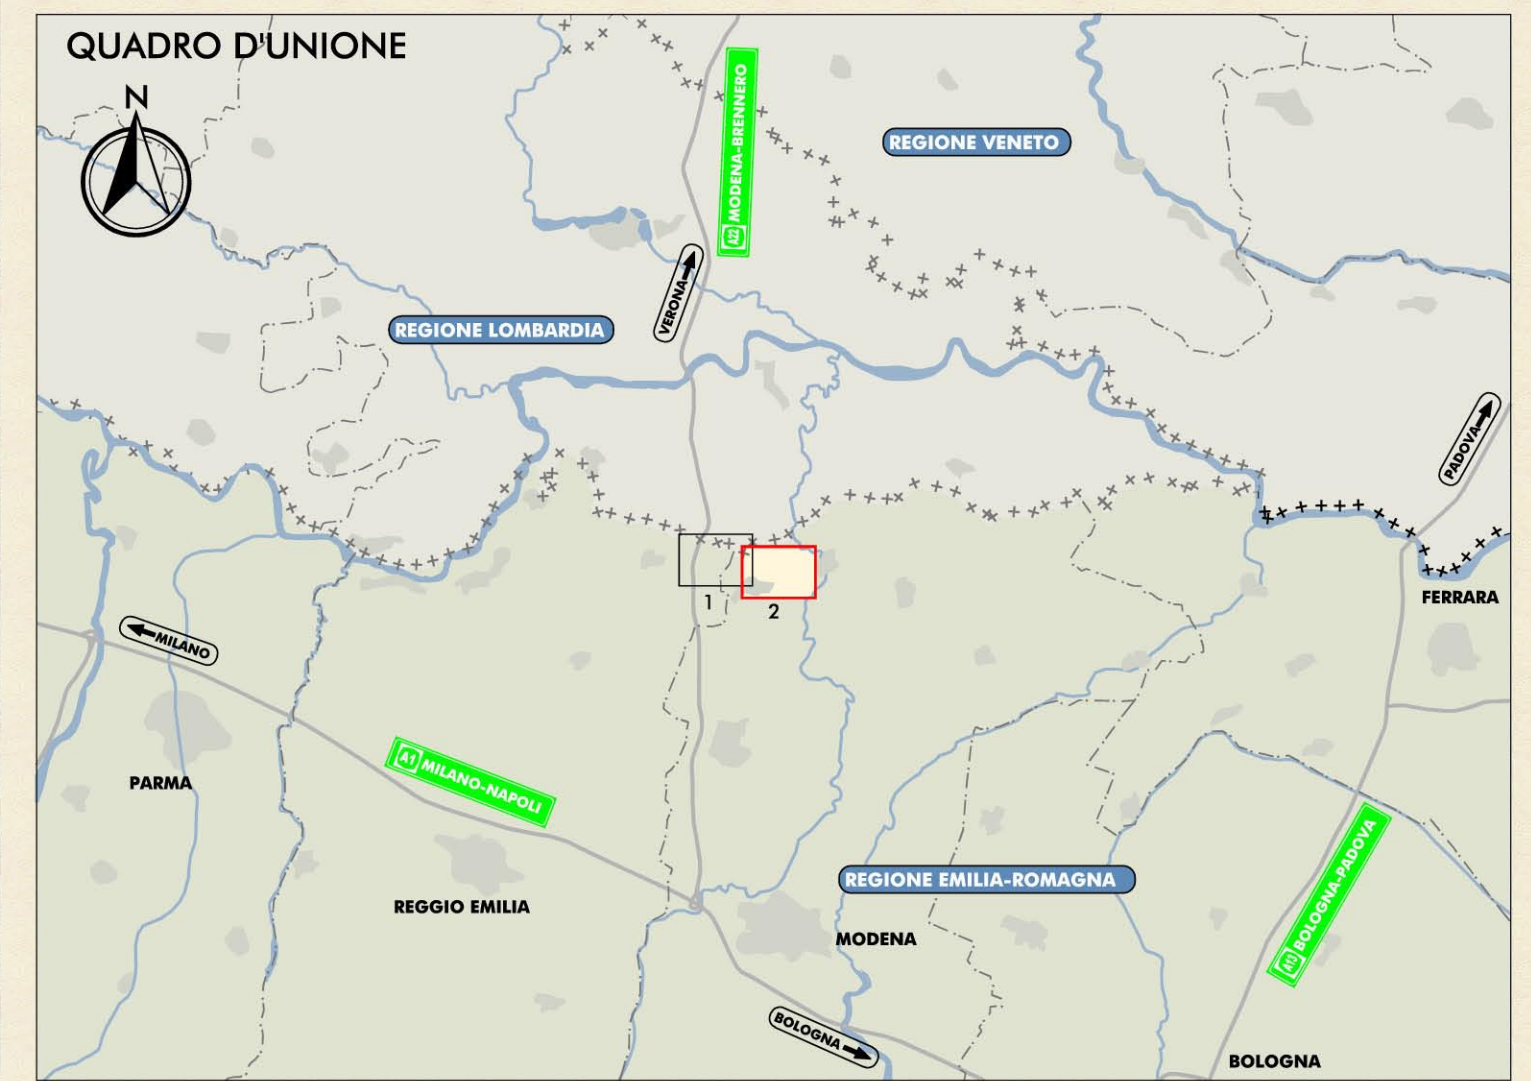 QUADRO D'UNIONE
N
A22 MODENA-BRENNERO
REGIONE VENETO
VERONA
REGIONE LOMBARDIA
PADOVA
1
2
FERRARA
MILANO
PARMA
A1 MILANO-NAPOLI
REGIONE EMILIA-ROMAGNA
A13 BOLOGNA-PADOVA
REGGIO EMILIA
MODENA
BOLOGNA
BOLOGNA